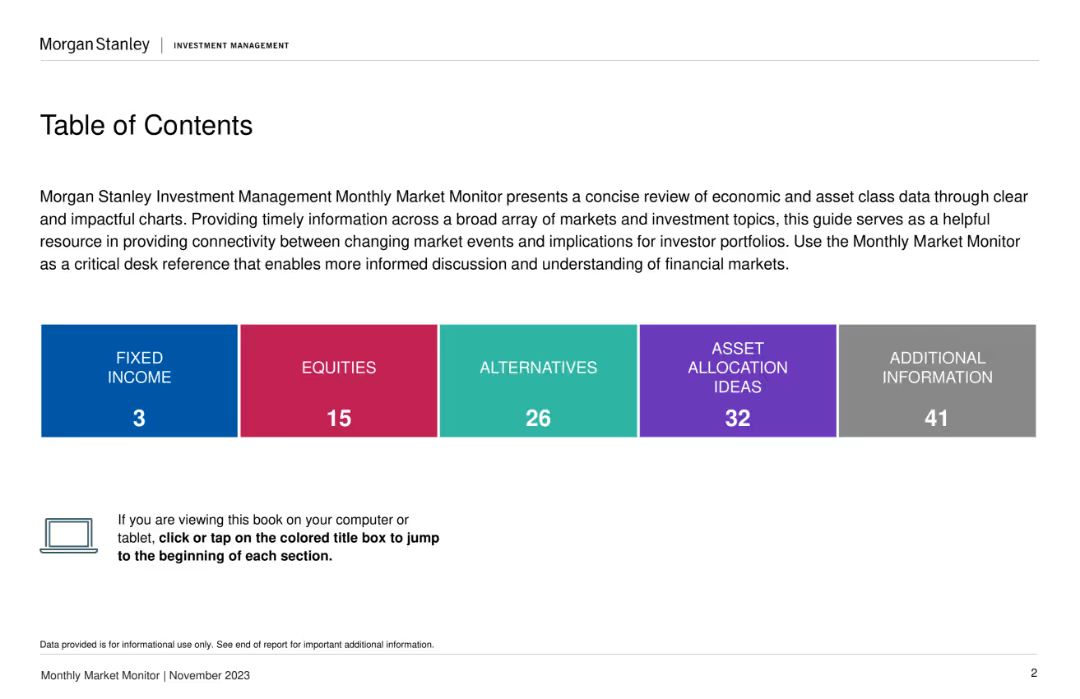 Morgan Stanley | INVESTMENT MANAGEMENT
Table of Contents
Morgan Stanley Investment Management Monthly Market Monitor presents a concise review of economic and asset class data through clear
and impactful charts. Providing timely information across a broad array of markets and investment topics, this guide serves as a helpful
resource in providing connectivity between changing market events and implications for investor portfolios. Use the Monthly Market Monitor
as a critical desk reference that enables more informed discussion and understanding of financial markets.
FIXED
INCOME
3
EQUITIES
15
ALTERNATIVES
26
ASSET
ALLOCATION
IDEAS
32
ADDITIONAL
INFORMATION
41
If you are viewing this book on your computer or
tablet, click or tap on the colored title box to jump
to the beginning of each section.
Data provided is for informational use only. See end of report for important additional information.
Monthly Market Monitor | November 2023
2